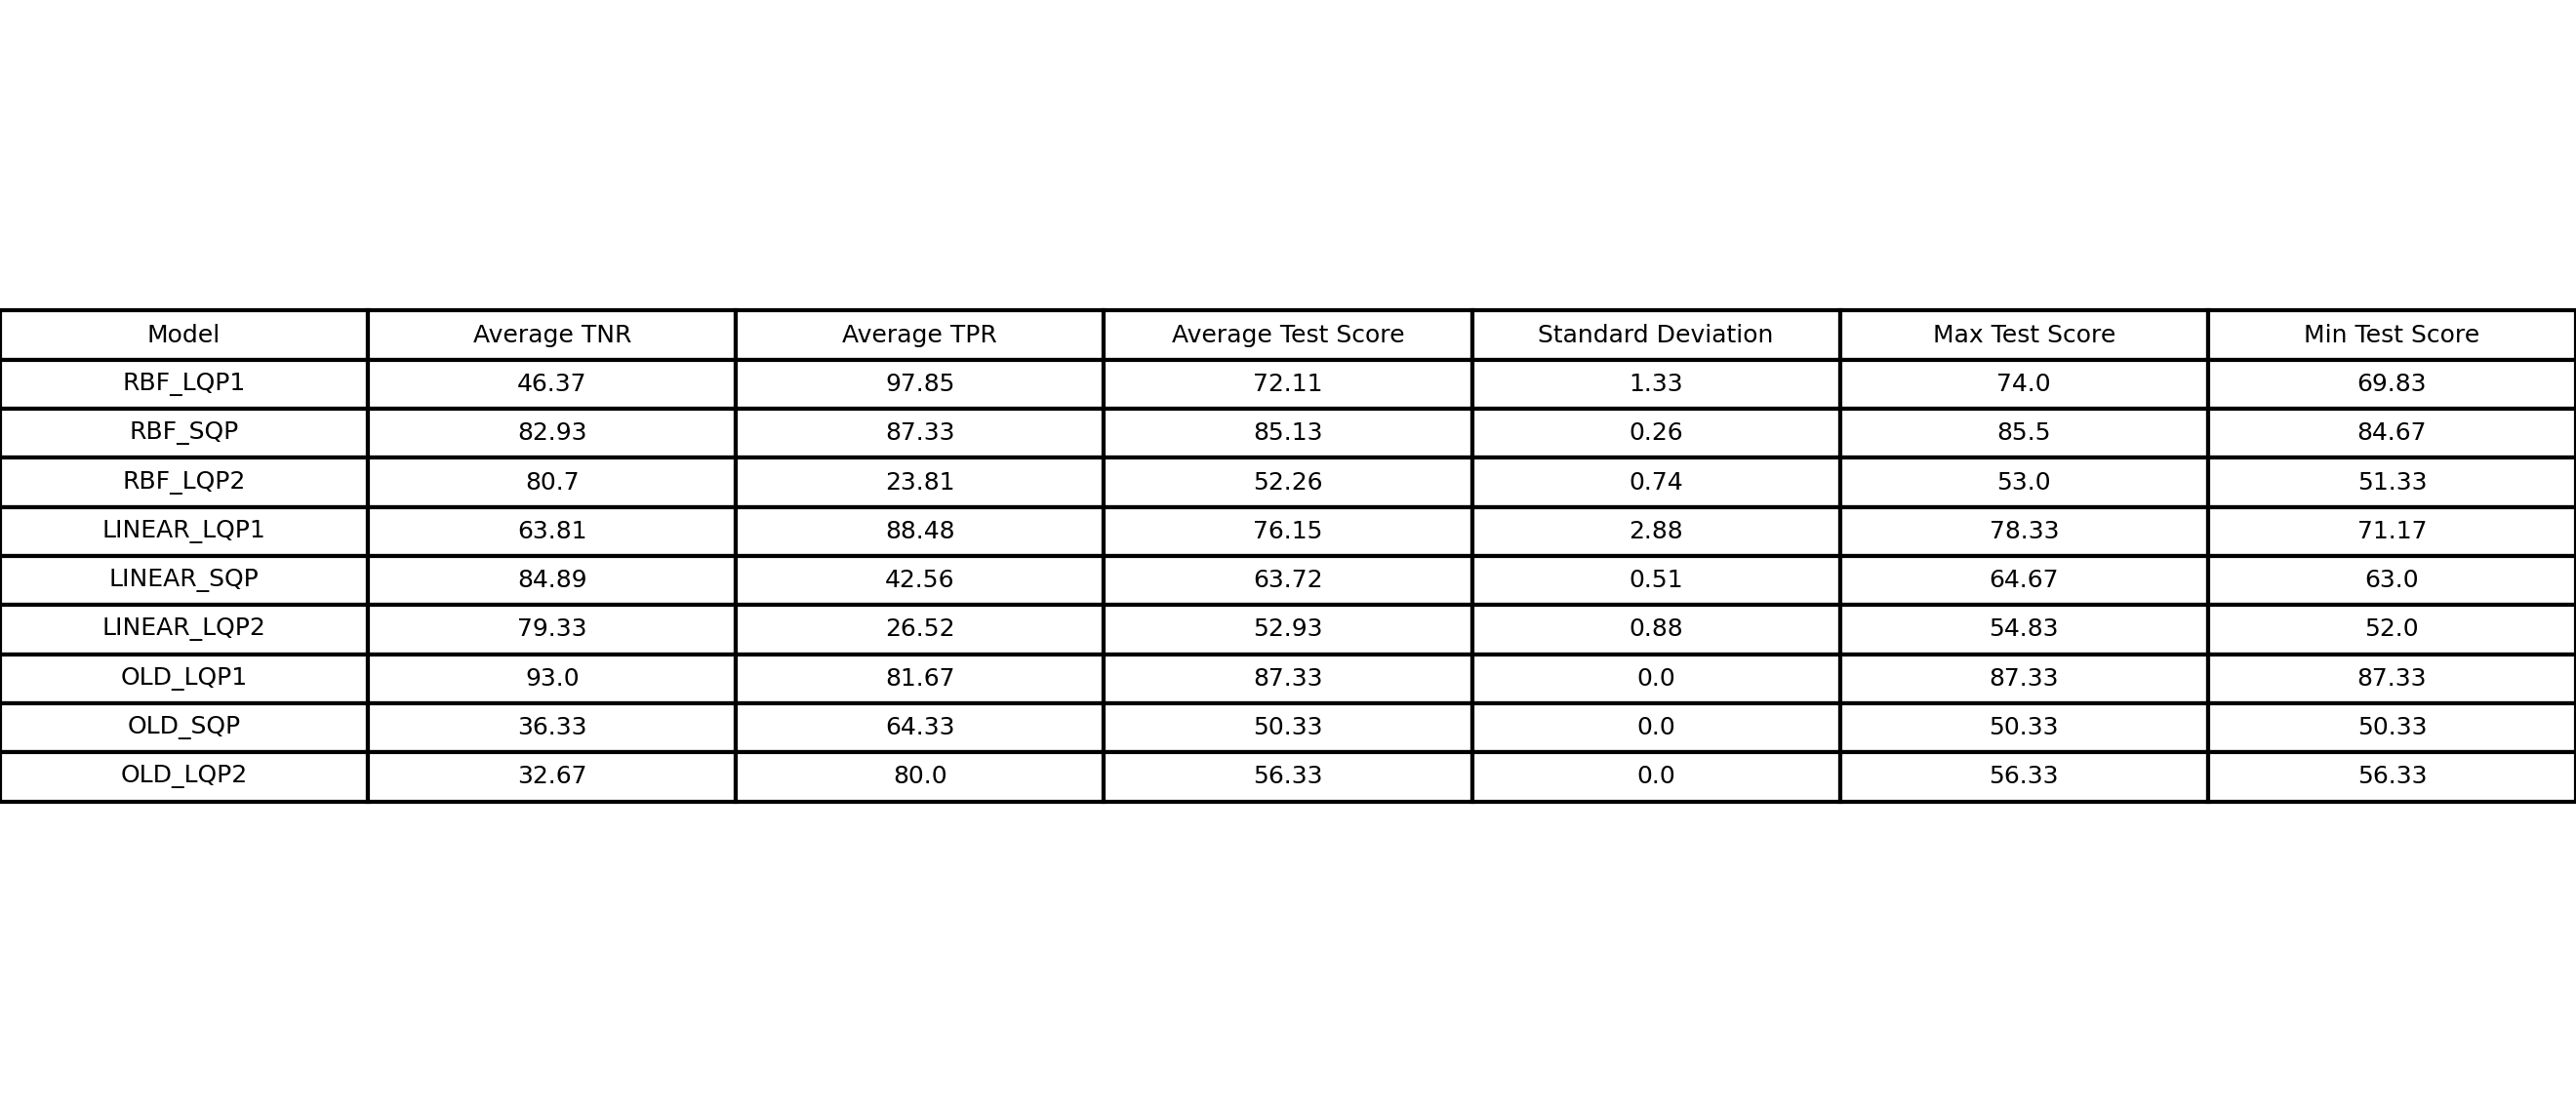 Model Average TNR Average TPR Average Test Score Standard Deviation Max Test Score Min Test Score
RBF_LQP1 46.37 97.85 72.11 1.33 74.0 69.83
RBF_SQP 82.93 87.33 85.13 0.26 85.5 84.67
RBF_LQP2 80.7 23.81 52.26 0.74 53.0 51.33
LINEAR_LQP1 63.81 88.48 76.15 2.88 78.33 71.17
LINEAR_SQP 84.89 42.56 63.72 0.51 64.67 63.0
LINEAR_LQP2 79.33 26.52 52.93 0.88 54.83 52.0
OLD_LQP1 93.0 81.67 87.33 0.0 87.33 87.33
OLD_SQP 36.33 64.33 50.33 0.0 50.33 50.33
OLD_LQP2 32.67 80.0 56.33 0.0 56.33 56.33